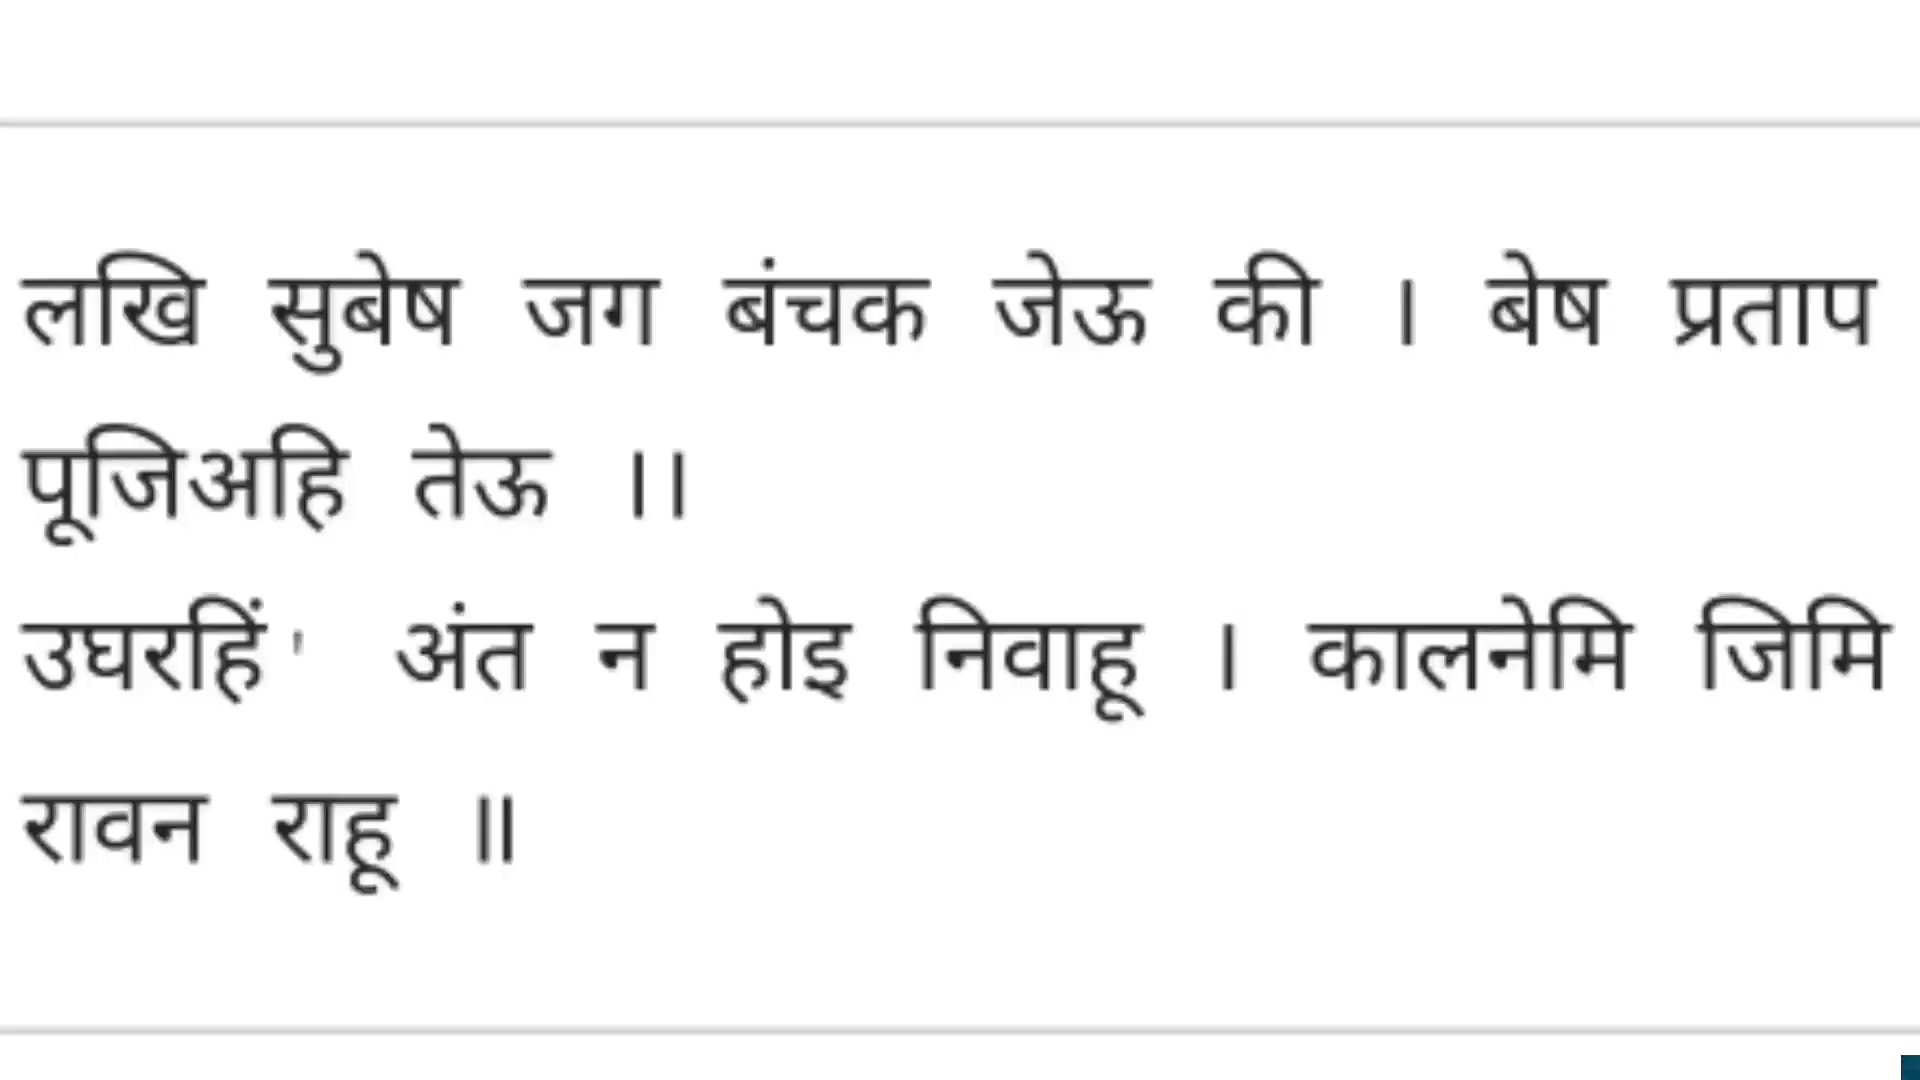 लखि सुबेष जग बंचक जेऊ की । बेष प्रताप
पूजिअहि तेऊ ।।
उघरहिं' अंत न होइ निवाहू । कालनेमि जिमि
रावन राहू ॥